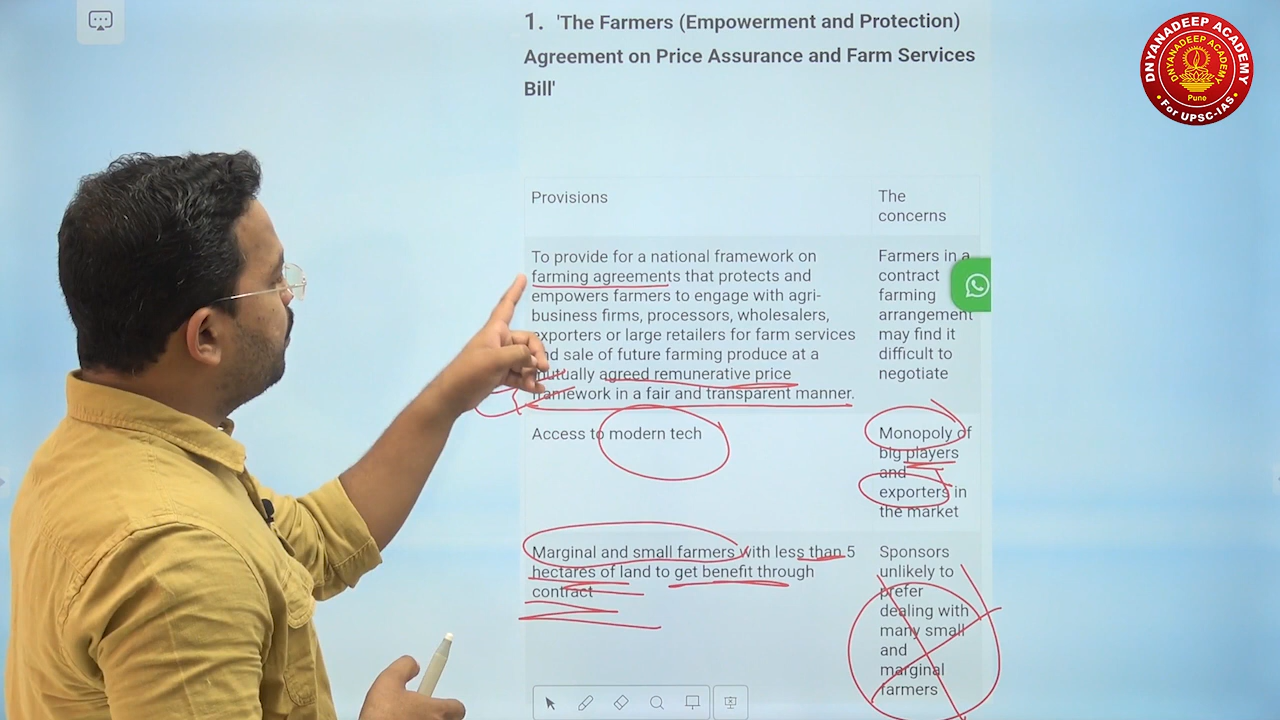 1. 'The Farmers (Empowerment and Protection)
Agreement on Price Assurance and Farm Services
Bill'
DNYANADEEP ACADEMY
DNYANADEEP ACADEMY
Pune
• For UPSC-IAS •
Provisions
The
concerns
To provide for a national framework on
farming agreements that protects and
empowers farmers to engage with agri-
business firms, processors, wholesalers,
exporters or large retailers for farm services
and sale of future farming produce at a
mutually agreed remunerative price
framework in a fair and transparent manner.
Farmers in a
contract
farming
arrangement
may find it
difficult to
negotiate
Access to modern tech
Monopoly of
big players
and
exporters in
the market
Marginal and small farmers with less than 5
hectares of land to get benefit through
contract
Sponsors
unlikely to
prefer
dealing with
many small
and
marginal
farmers